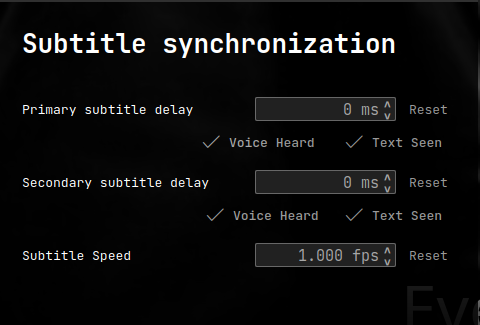 Subtitle synchronization
Primary subtitle delay 0 ms Reset
Voice Heard Text Seen
Secondary subtitle delay 0 ms Reset
Voice Heard Text Seen
Subtitle Speed 1.000 fps Reset